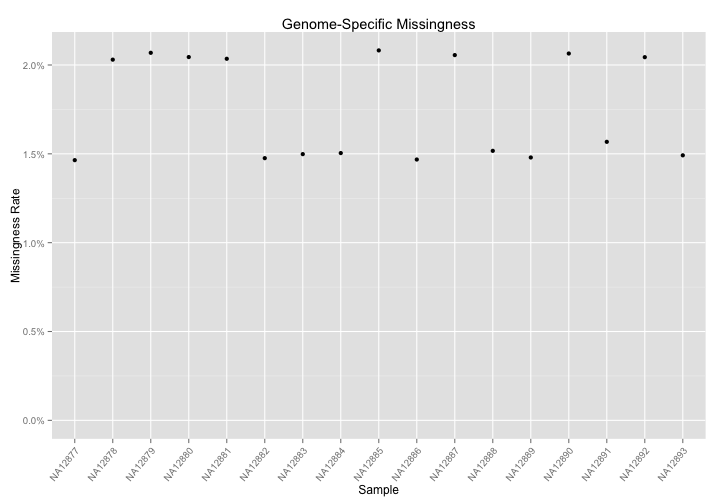 Genome-Specific Missingness
2.0%
1.5%
1.0%
0.5%
0.0%
Missingness Rate
NA12877
NA12878
NA12879
NA12880
NA12881
NA12882
NA12883
NA12884
NA12885
NA12886
NA12887
NA12888
NA12889
NA12890
NA12891
NA12892
NA12893
Sample